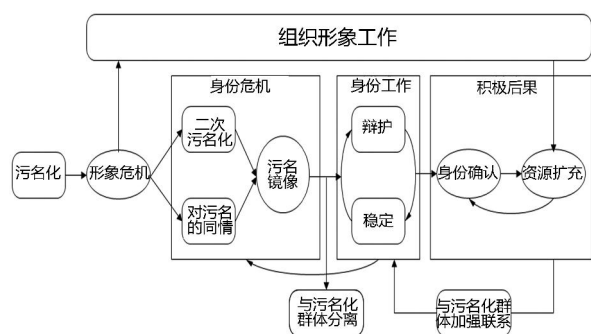 组织形象工作
身份危机
身份工作
积极后果
二次
污名化
辩护
污名化
形象危机
污名
镜像
身份确认
资源扩充
对污名
的同情
稳定
与污名化
群体分离
与污名化群
体加强联系